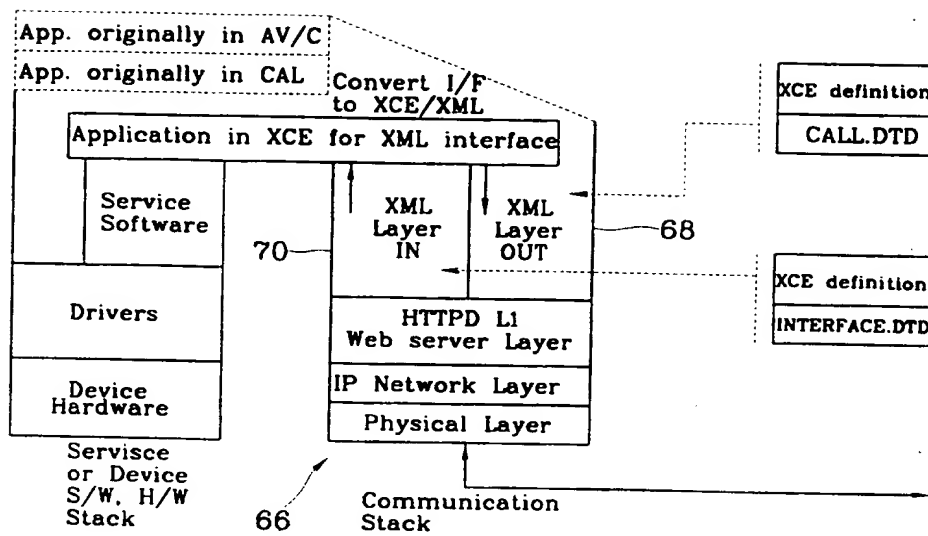 App. originally in AV/C
App. originally in CAL
Convert I/F
to XCE/XML
Application in XCE for XML interface
Service
Software
Drivers
Device
Hardware
Servisce
or Device
S/W, H/W
Stack
70
XML
Layer
IN
XML
Layer
OUT
68
HTTPD L1
Web server Layer
IP Network Layer
Physical Layer
66
Communication
Stack
XCE definition
CALL.DTD
XCE definition
INTERFACE.DTD